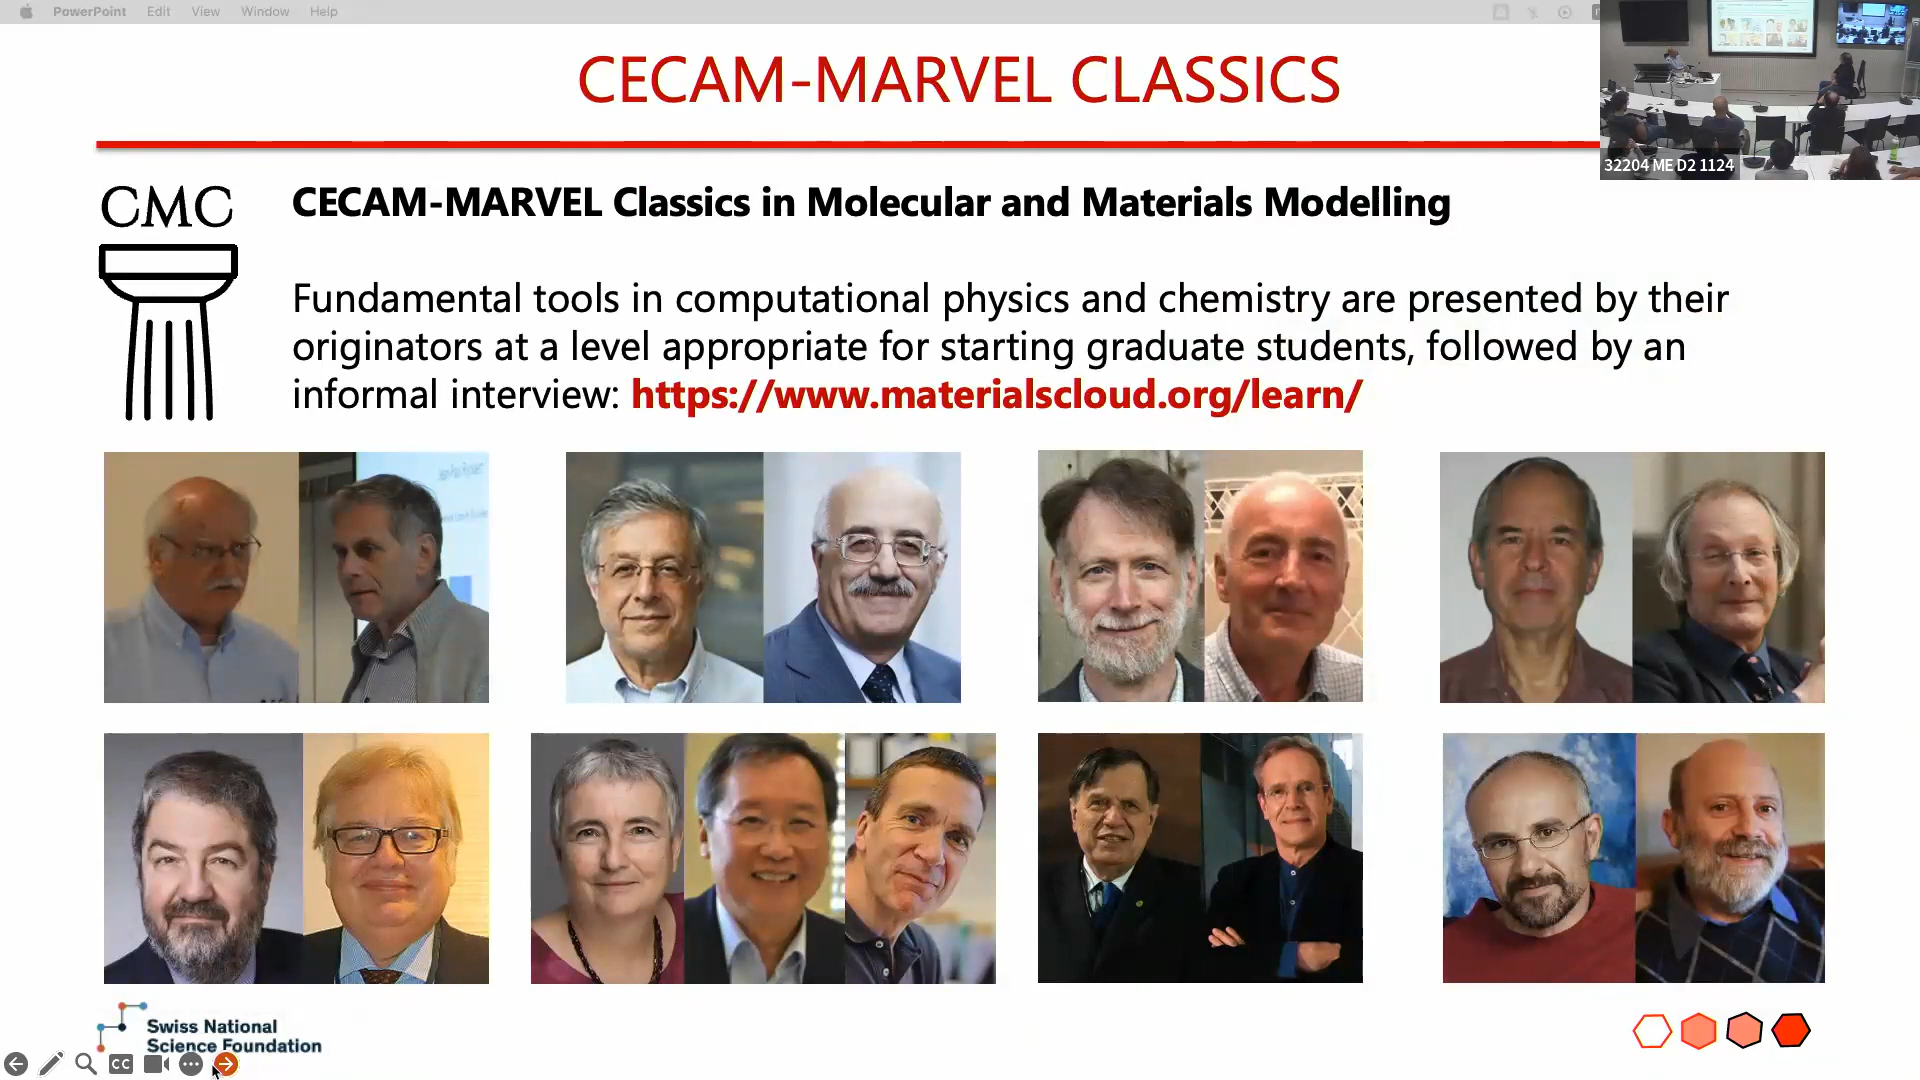 PowerPoint Edit View Window Help
CECAM-MARVEL CLASSICS
32204 ME D2 1124
CMC
CECAM-MARVEL Classics in Molecular and Materials Modelling
Fundamental tools in computational physics and chemistry are presented by their
originators at a level appropriate for starting graduate students, followed by an
informal interview: https://www.materialscloud.org/learn/
Swiss National
Science Foundation
CC